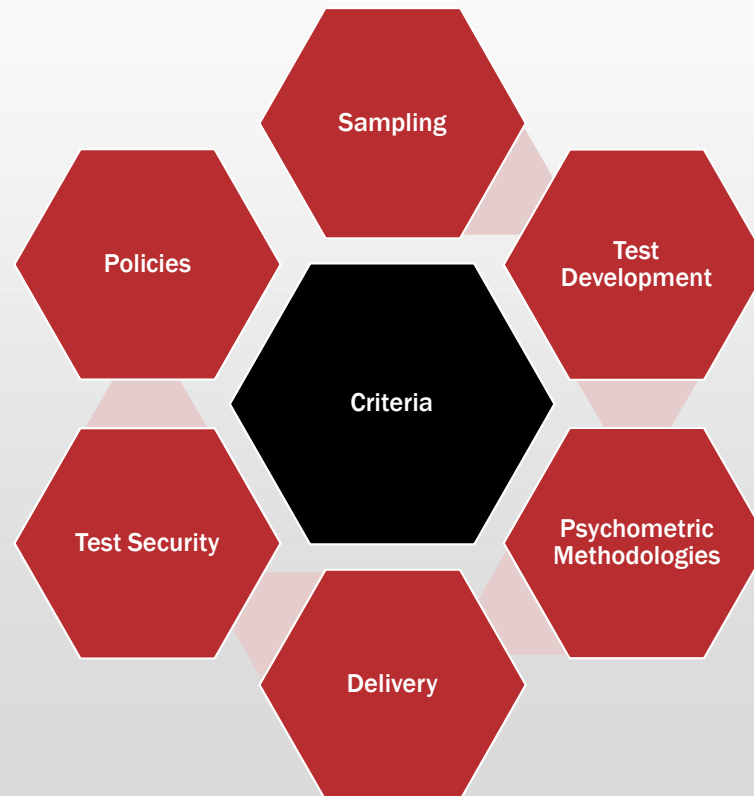 Sampling
Test
Development
Psychometric
Methodologies
Delivery
Test Security
Policies
Criteria